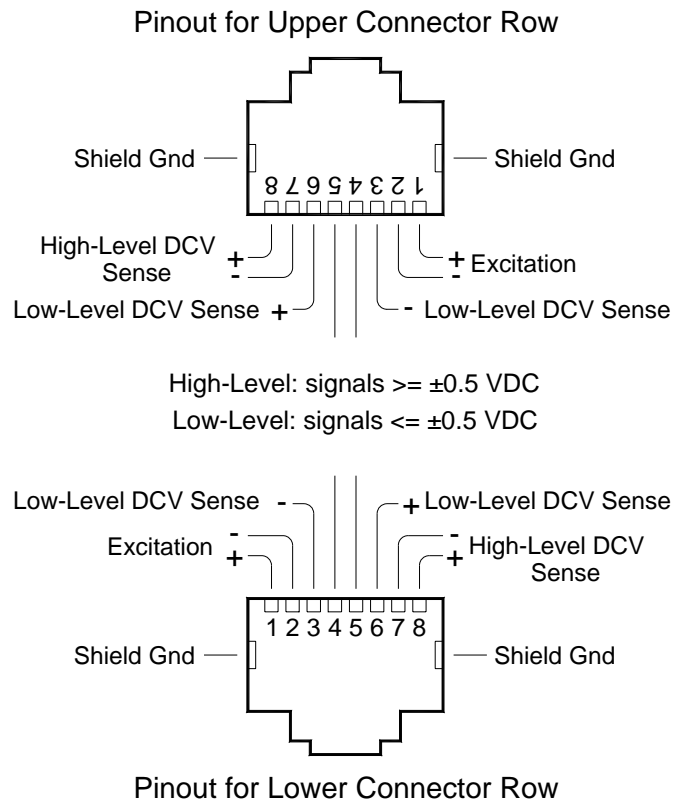 Pinout for Upper Connector Row
Shield Gnd
Shield Gnd
8 7 6 5 4 3 2 1
High-Level DCV
Sense
+
-
+
-
Excitation
Low-Level DCV Sense +
- Low-Level DCV Sense
High-Level: signals >= ±0.5 VDC
Low-Level: signals <= ±0.5 VDC
Low-Level DCV Sense -
+ Low-Level DCV Sense
Excitation
-
+
-
+
High-Level DCV
Sense
1 2 3 4 5 6 7 8
Shield Gnd
Shield Gnd
Pinout for Lower Connector Row